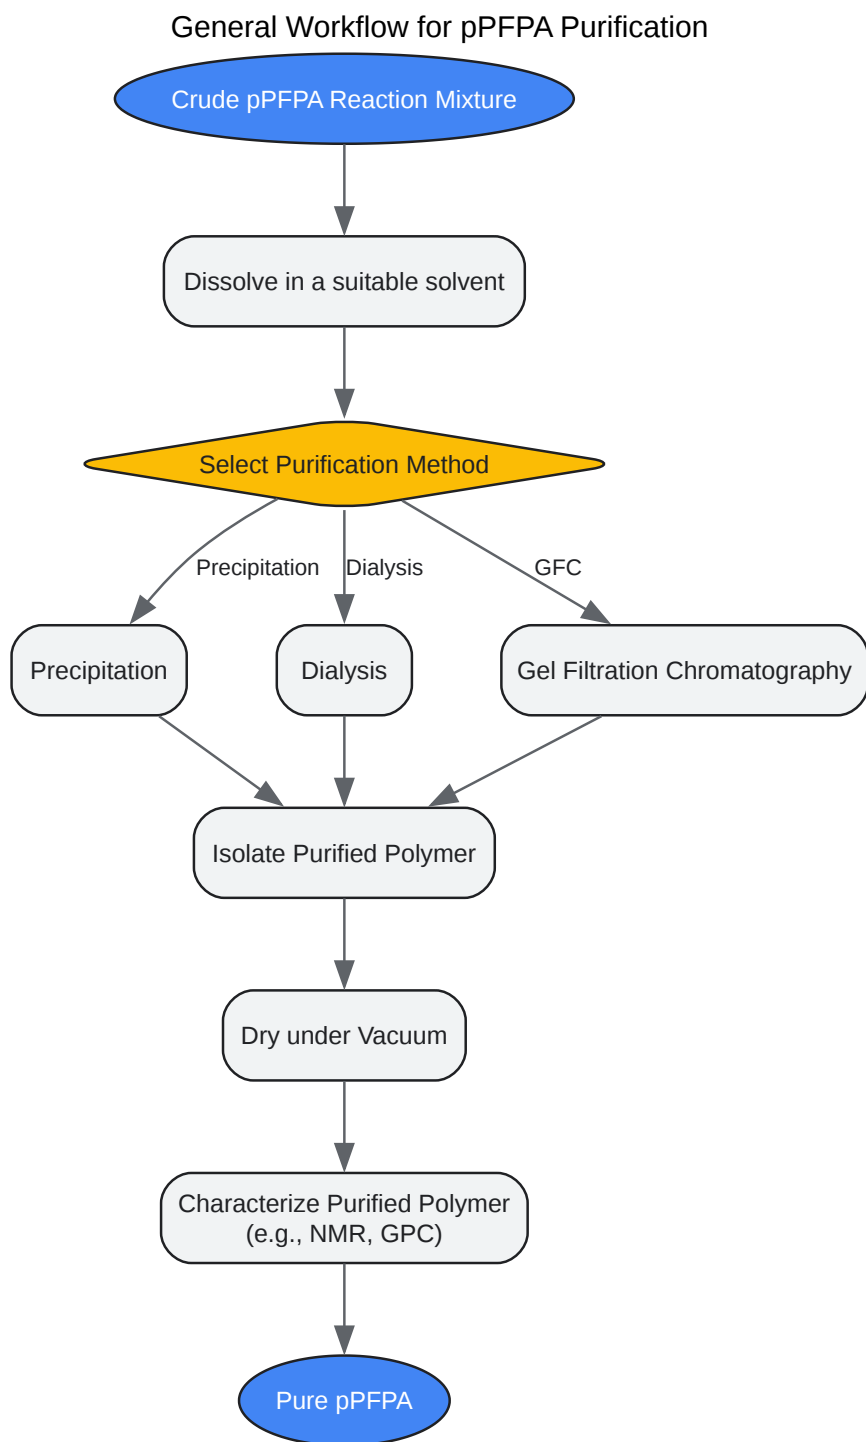 General Workflow for pPFPA Purification
Crude pPFPA Reaction Mixture
Dissolve in a suitable solvent
Select Purification Method
Precipitation
Dialysis
GFC
Precipitation
Dialysis
Gel Filtration Chromatography
Isolate Purified Polymer
Dry under Vacuum
Characterize Purified Polymer
(e.g., NMR, GPC)
Pure pPFPA